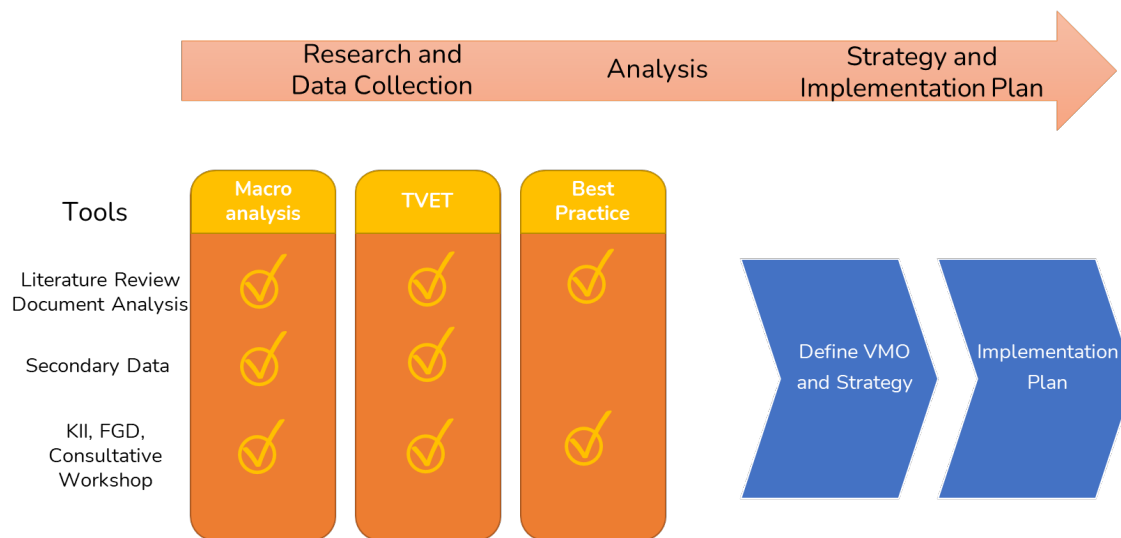 Research and
Data Collection
Analysis
Strategy and
Implementation Plan
Tools
Macro
analysis
TVET
Best
Practice
Literature Review
Document Analysis
Secondary Data
KII, FGD,
Consultative
Workshop
Define VMO
and Strategy
Implementation
Plan